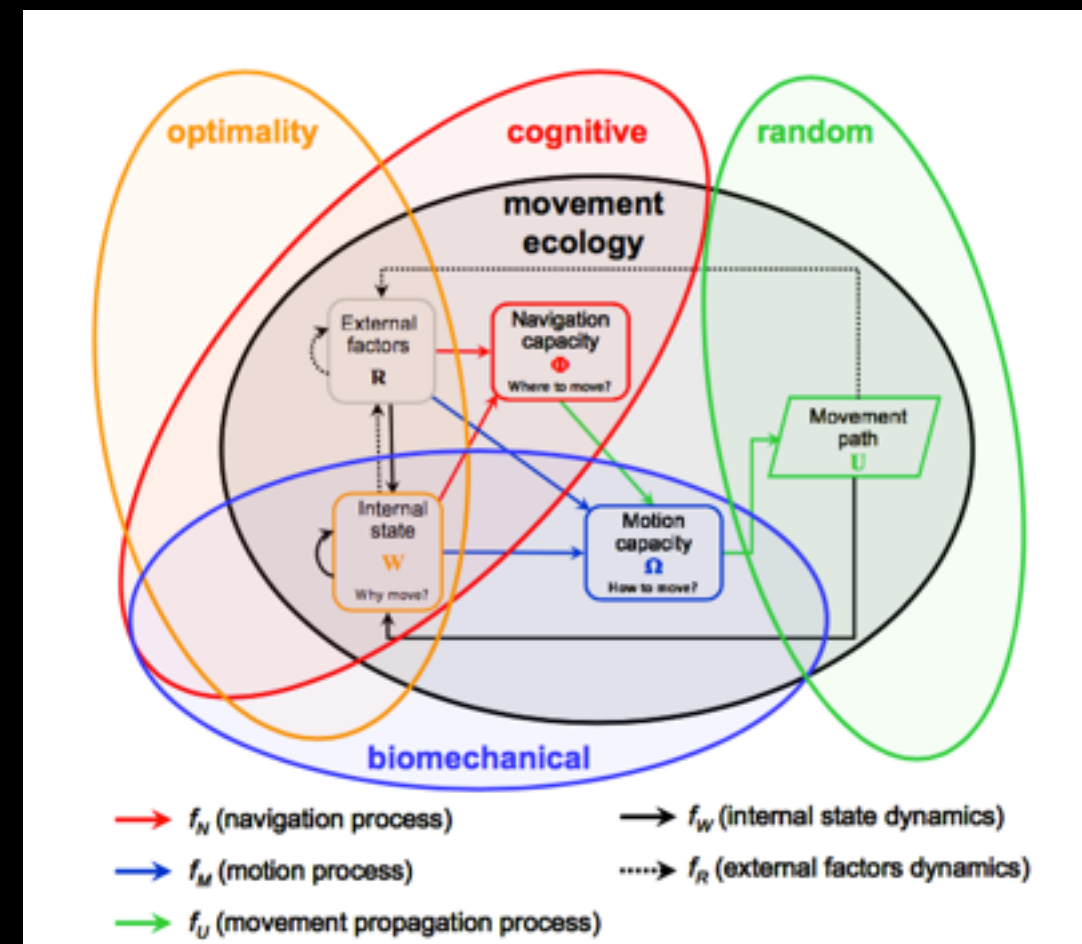 optimality
cognitive
random
movement
ecology
External
factors
R
Navigation
capacity
Φ
Where to move?
Movement
path
U
Internal
state
W
Why move?
Motion
capacity
Ω
How to move?
biomechanical
f_N (navigation process)
f_W (internal state dynamics)
f_M (motion process)
f_R (external factors dynamics)
f_U (movement propagation process)